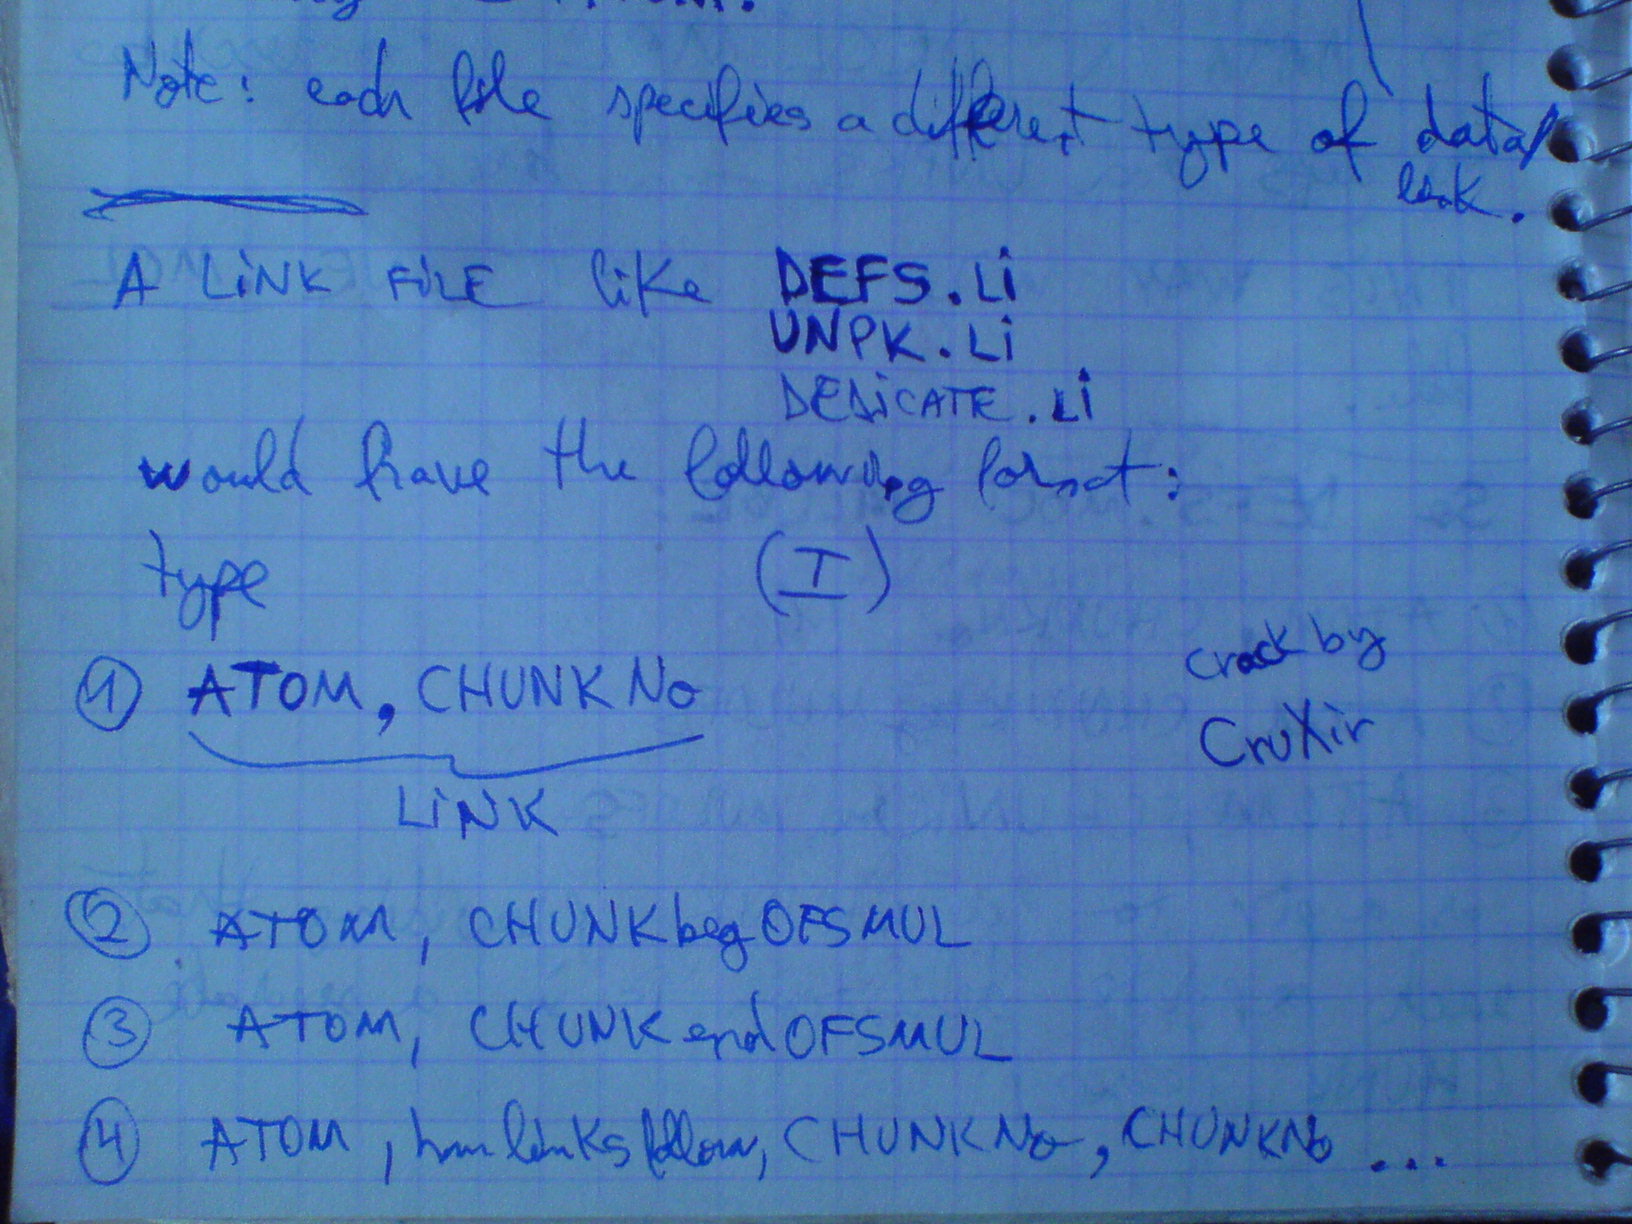 Note: each file specifies a different type of data
link.
A LiNK FiLE like DEFS.Li
UNPK.Li
DEDiCATE.Li
would have the following format:
type (I)
1 ATOM, CHUNKNo
crack by
CruXir
LiNK
2 ATOM, CHUNKbegOFSMUL
3 ATOM, CHUNKendOFSMUL
4 ATOM, links follow, CHUNKNo, CHUNKNo ...